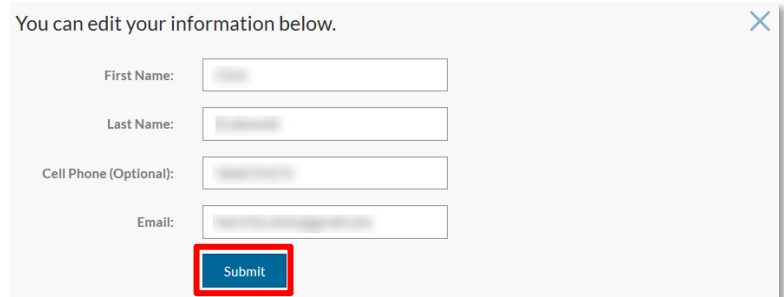 You can edit your information below.
First Name:
Last Name:
Cell Phone (Optional):
Email:
Submit